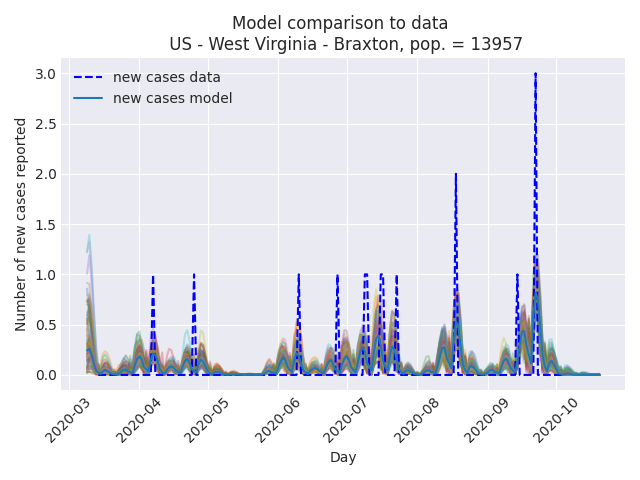 Model comparison to data
US - West Virginia - Braxton, pop. = 13957
new cases data
new cases model
Number of new cases reported
3.0
2.5
2.0
1.5
1.0
0.5
0.0
2020-03
2020-04
2020-05
2020-06
2020-07
2020-08
2020-09
2020-10
Day